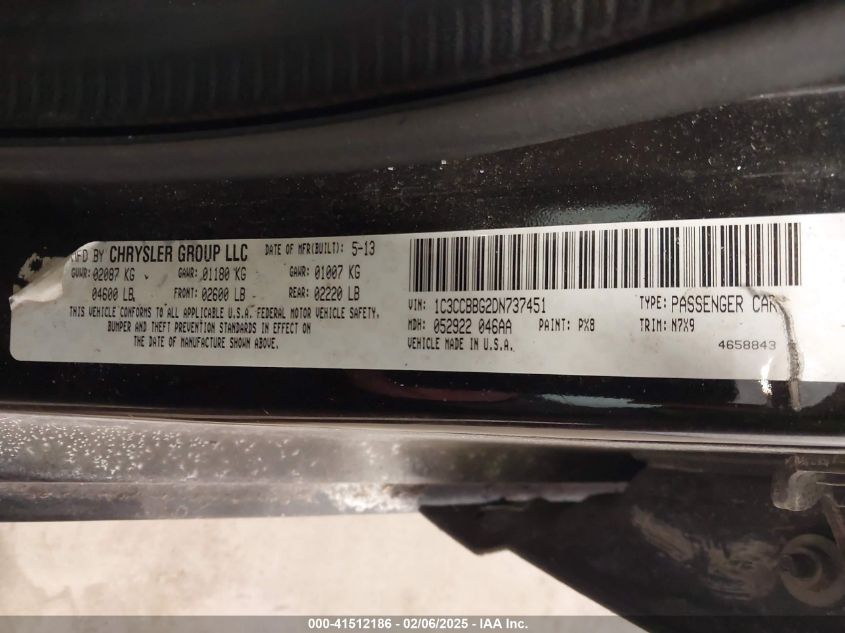 MFD BY CHRYSLER GROUP LLC DATE OF MFR(BUILT): 5-13
GVWR: 02087 KG GAWR: 01180 KG GAWR: 01007 KG
04600 LB FRONT: 02600 LB REAR: 02220 LB
THIS VEHICLE CONFORMS TO ALL APPLICABLE U.S.A. FEDERAL MOTOR VEHICLE SAFETY,
BUMPER AND THEFT PREVENTION STANDARDS IN EFFECT ON
THE DATE OF MANUFACTURE SHOWN ABOVE.
VIN: 1C3CCBBG2DN737451 TYPE: PASSENGER CAR
MDH: 052922 046AA PAINT: PX8 TRIM: N7X9
VEHICLE MADE IN U.S.A. 4658843
000-41512186 - 02/06/2025 - IAA Inc.